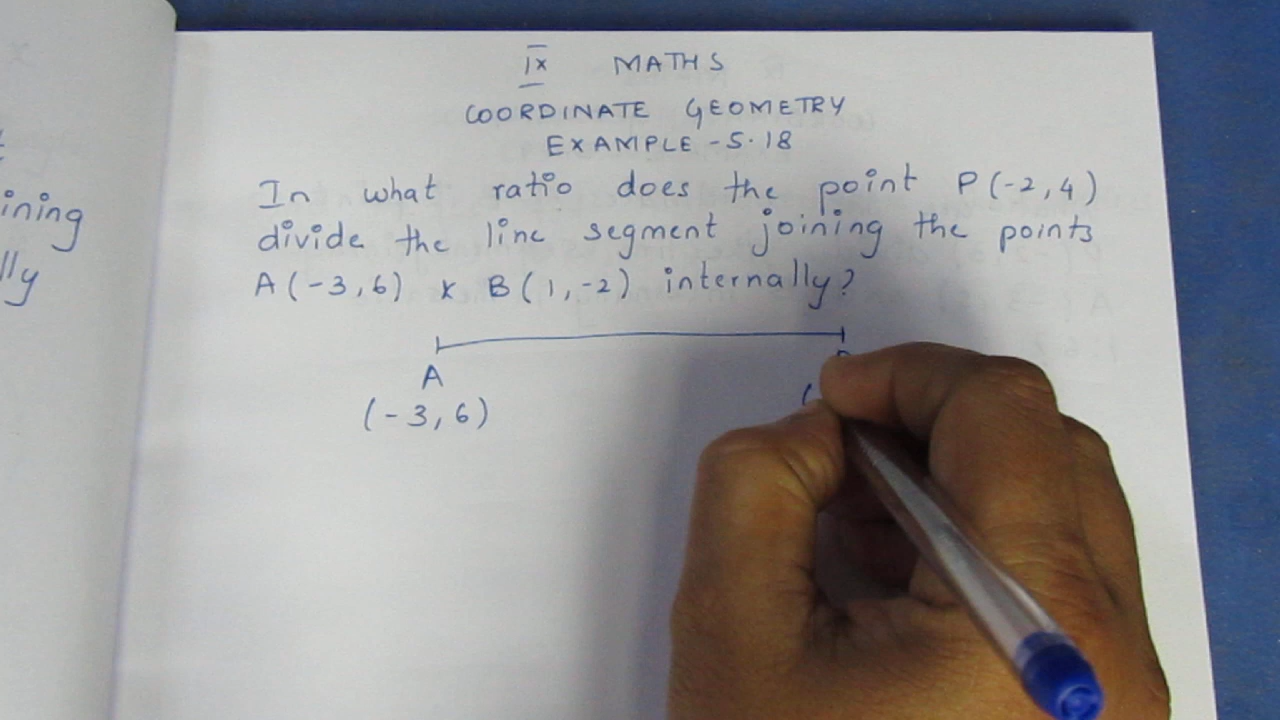 ining
lly
IX MATHS
COORDINATE GEOMETRY
EXAMPLE - 5.18
In what ratio does the point P(-2,4)
divide the line segment joining the points
A(-3,6) & B(1,-2) internally?
A
(-3,6)
(